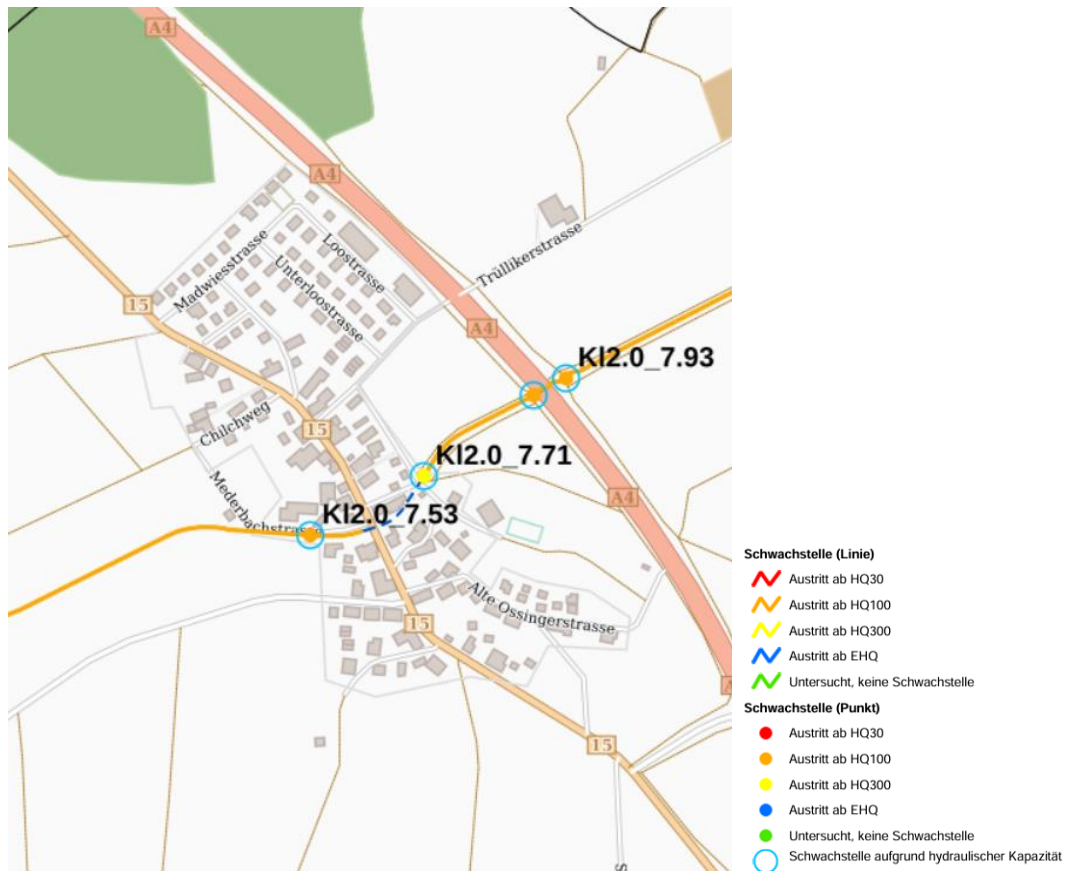 A4
A4
Trüllikerstrasse
Loostrasse
Madwiesstrasse
Unterloostrasse
15
A4
Kl2.0_7.93
Chilchweg
15
Kl2.0_7.71
A4
Mederbachstrasse
Kl2.0_7.53
Alte Ossingerstrasse
15
15
Schwachstelle (Linie)
Austritt ab HQ30
Austritt ab HQ100
Austritt ab HQ300
Austritt ab EHQ
Untersucht, keine Schwachstelle
Schwachstelle (Punkt)
Austritt ab HQ30
Austritt ab HQ100
Austritt ab HQ300
Austritt ab EHQ
Untersucht, keine Schwachstelle
Schwachstelle aufgrund hydraulischer Kapazität